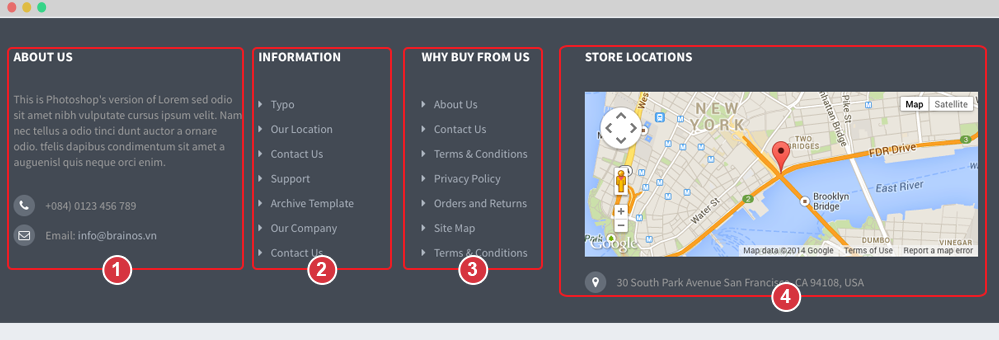 ABOUT US
This is Photoshop's version of Lorem sed odio
sit amet nibh vulputate cursus ipsum velit. Nam
nec tellus a odio tinci dunt auctor a ornare
odio. tfelis dapibus condimentum sit amet a
auguenisl quis neque orci enim.
+084) 0123 456 789
Email: info@brainos.vn
1
INFORMATION
Typo
Our Location
Contact Us
Support
Archive Template
Our Company
Contact Us
2
WHY BUY FROM US
About Us
Contact Us
Terms & Conditions
Privacy Policy
Orders and Returns
Site Map
Terms & Conditions
3
STORE LOCATIONS
Map
Satellite
NEW
YORK
Manhattan Bridge
Pike St
TWO
BRIDGES
FDR Drive
3
East River
2
Water St
Brooklyn
Bridge
DUMBO
VINEGAR
Park
Google
Map data ©2014 Google
Terms of Use
Report a map error
30 South Park Avenue San Francisc, CA 94108, USA
4